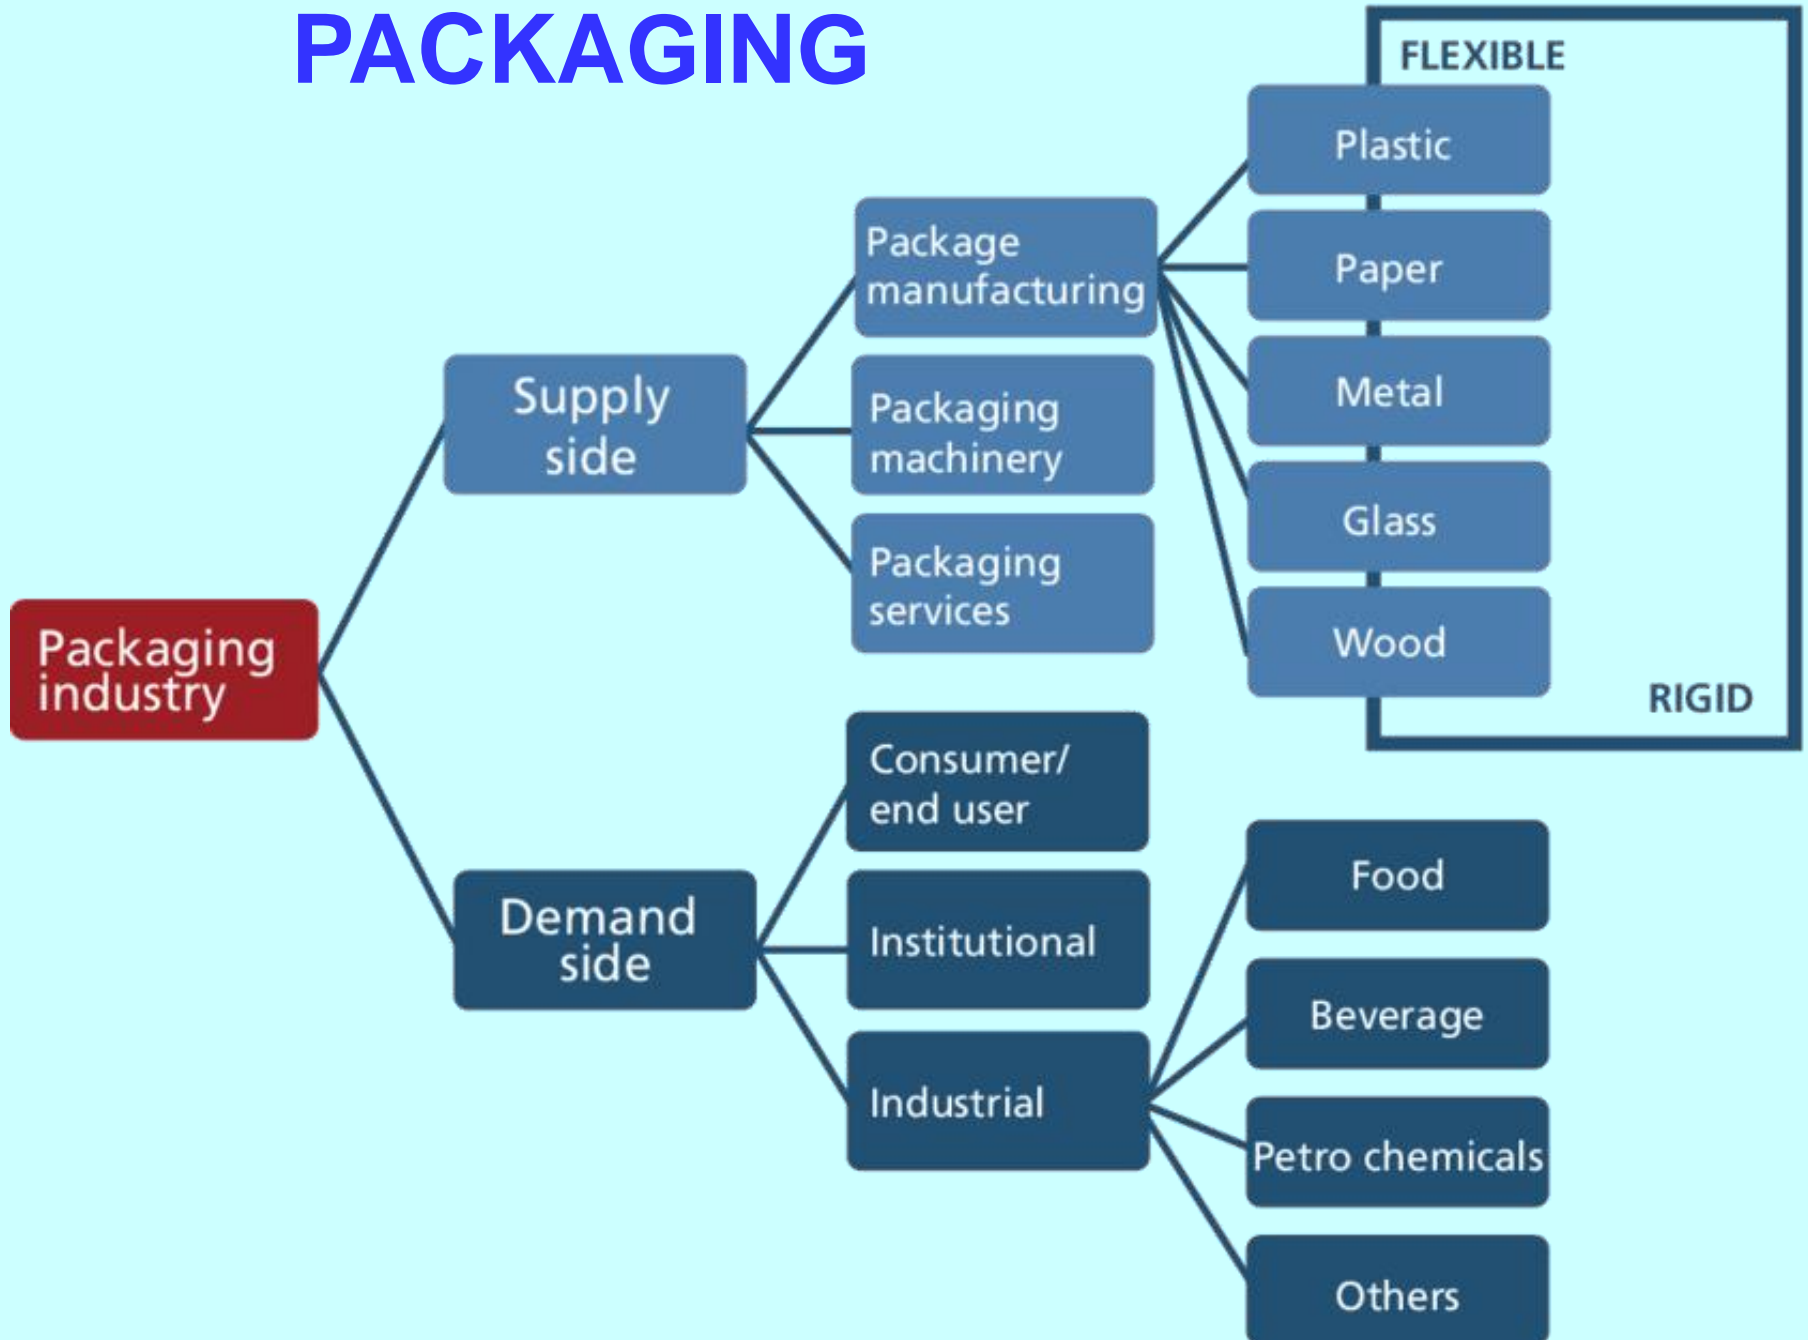 PACKAGING
FLEXIBLE
Plastic
Paper
Metal
Glass
Wood
RIGID
Package
manufacturing
Packaging
machinery
Packaging
services
Supply
side
Packaging
industry
Demand
side
Consumer/
end user
Institutional
Industrial
Food
Beverage
Petro chemicals
Others